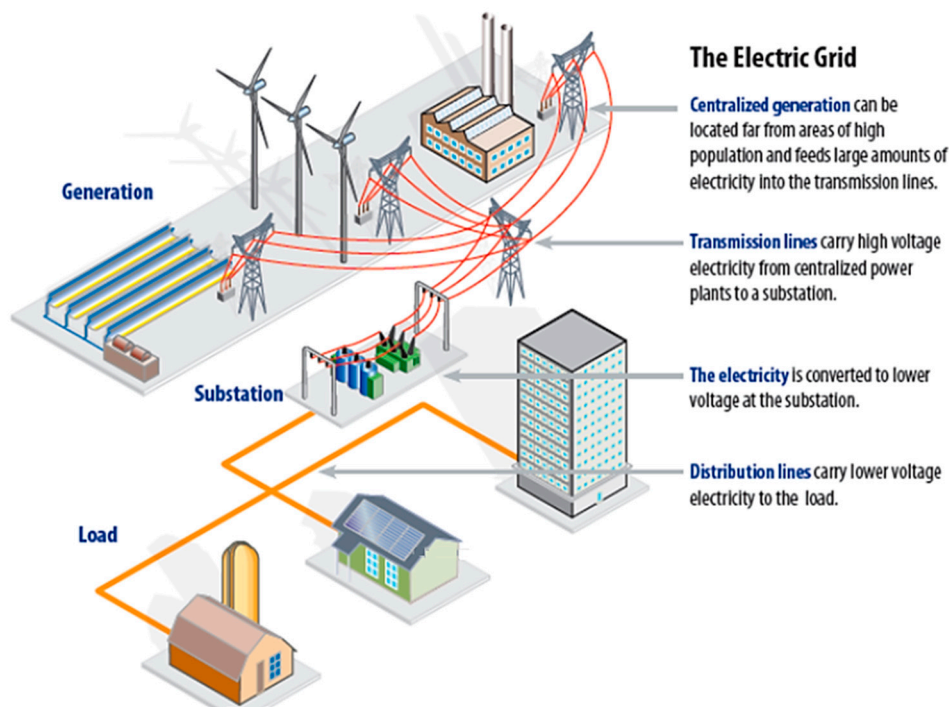 The Electric Grid
Centralized generation can be
located far from areas of high
population and feeds large amounts of
electricity into the transmission lines.
Generation
Transmission lines carry high voltage
electricity from centralized power
plants to a substation.
Substation
The electricity is converted to lower
voltage at the substation.
Distribution lines carry lower voltage
electricity to the load.
Load